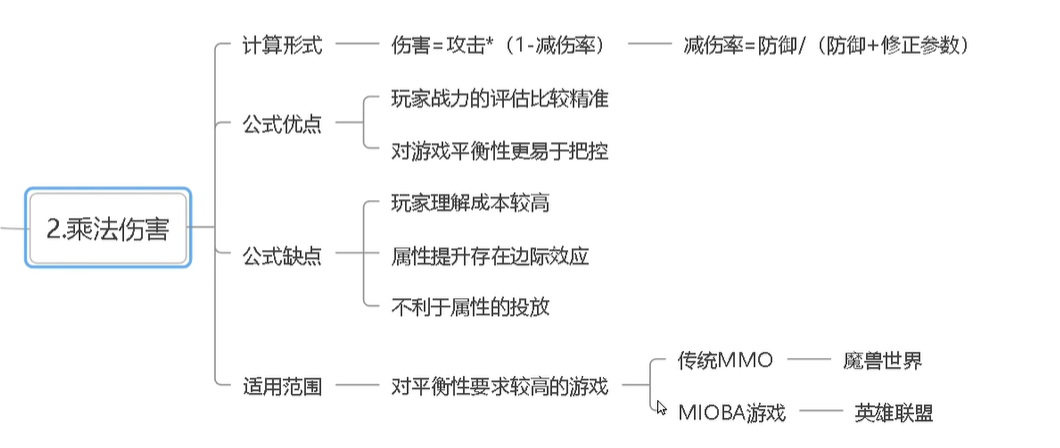 2.乘法伤害
计算形式
伤害=攻击*（1-减伤率）
减伤率=防御/（防御+修正参数）
公式优点
玩家战力的评估比较精准
对游戏平衡性更易于把控
公式缺点
玩家理解成本较高
属性提升存在边际效应
不利于属性的投放
适用范围
对平衡性要求较高的游戏
传统MMO
魔兽世界
MIOBA游戏
英雄联盟